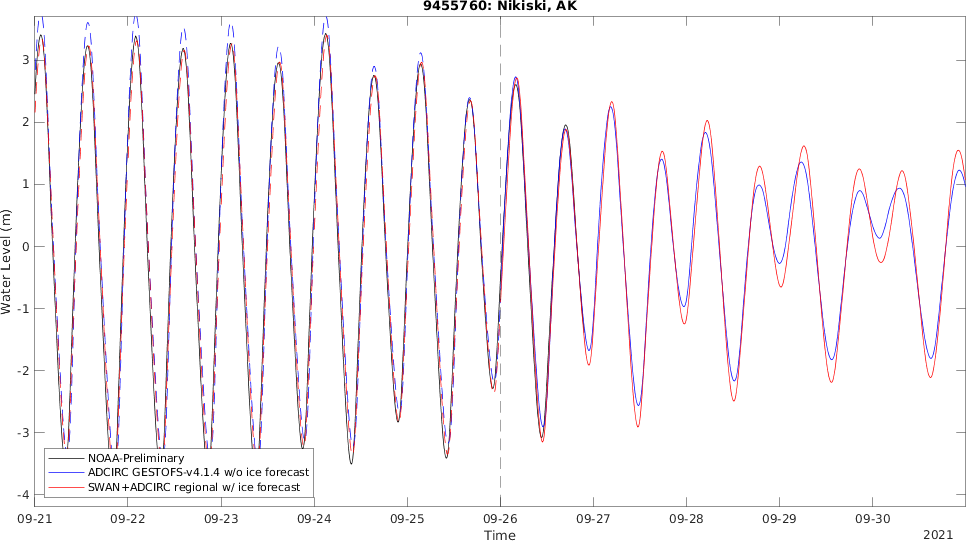 9455760: Nikiski, AK
Water Level (m)
3
2
1
0
-1
-2
-3
-4
NOAA-Preliminary
ADCIRC GESTOFS-v4.1.4 w/o ice forecast
SWAN+ADCIRC regional w/ ice forecast
09-21 09-22 09-23 09-24 09-25 09-26 09-27 09-28 09-29 09-30
Time
2021